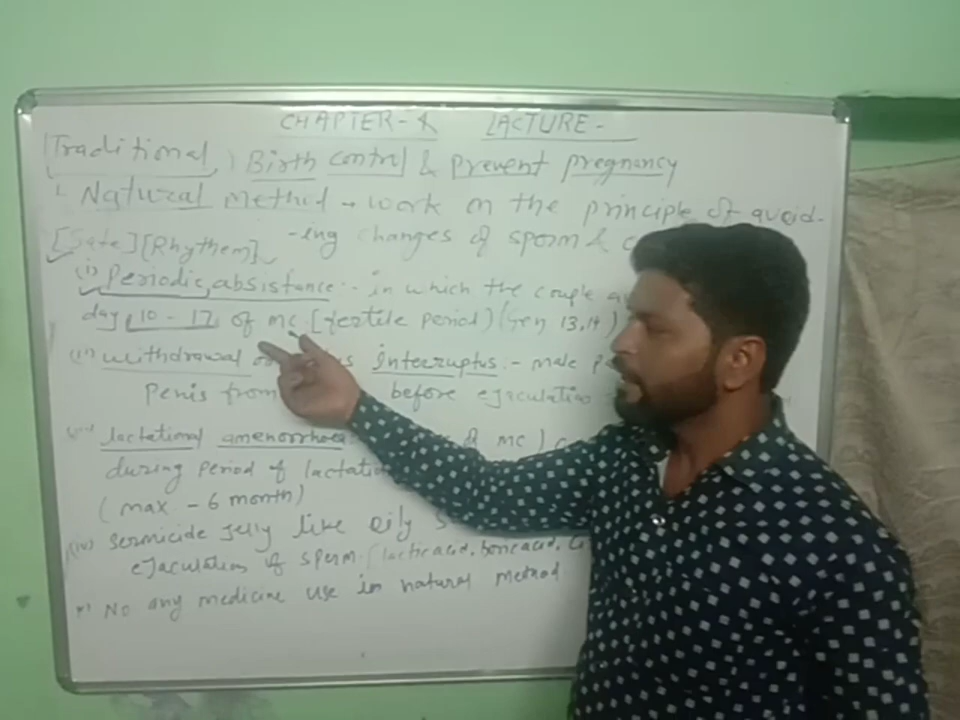 CHAPTER-4 LACTURE-
(Traditional,) Birth control & Prevent pregnancy
1. Natural method → work on the principle of avoid-
[Safe] [Rhythem] -ing changes of sperm &
(i) Periodic, absistance :- in which the couple
day 10 - 17 of mc [fertile period) (Gen 13,14)
(ii) withdrawal interruptus - male
Penis from before ejaculation
(iii) lactational amenorrhoea mc)
during period of lactation
(max - 6 month)
(iv) sermicide Jelly like oily
ejaculation of sperm [lactic acid, boric acid,
v) No any medicine use in natural method